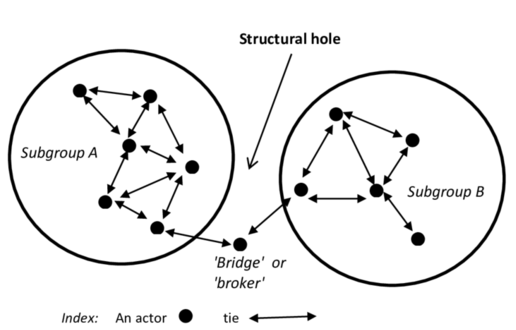 Structural hole
Subgroup A
Subgroup B
'Bridge' or
'broker'
Index: An actor tie